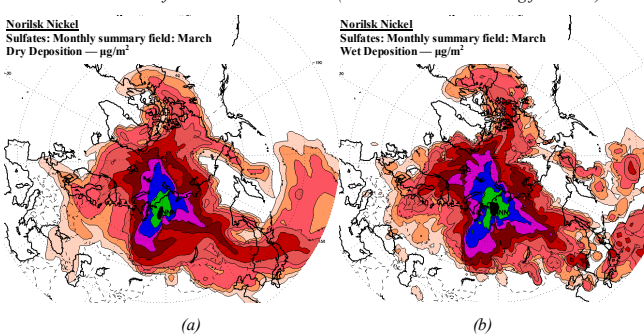 Norilsk Nickel
Sulfates: Monthly summary field: March
Dry Deposition — µg/m²
Norilsk Nickel
Sulfates: Monthly summary field: March
Wet Deposition — µg/m²
(a)
(b)